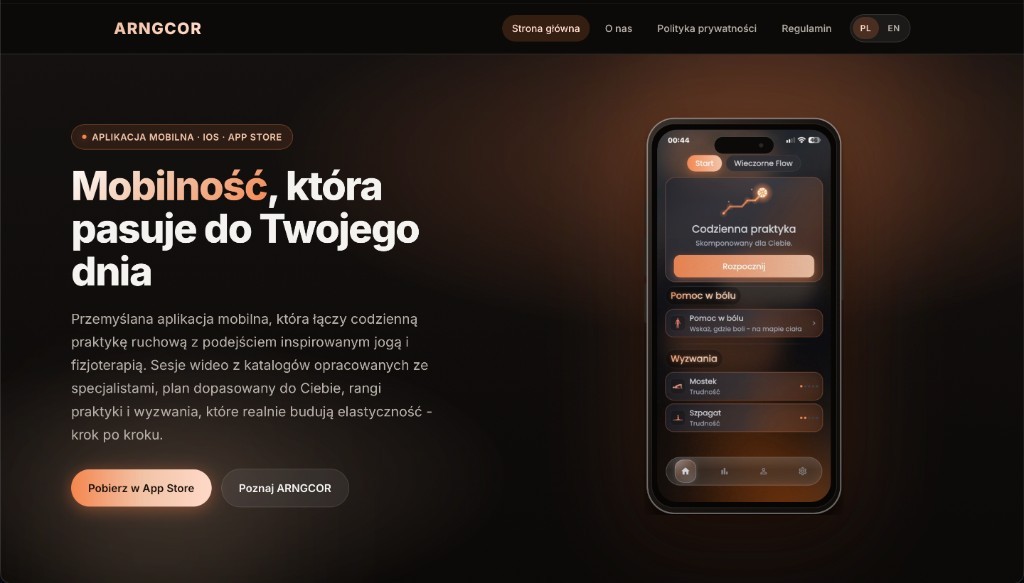 ARNGCOR
Strona główna
O nas
Polityka prywatności
Regulamin
PL
EN
APLIKACJA MOBILNA · IOS · APP STORE
Mobilność, która
pasuje do Twojego
dnia
Przemyślana aplikacja mobilna, która łączy codzienną
praktykę ruchową z podejściem inspirowanym jogą i
fizjoterapią. Sesje wideo z katalogów opracowanych ze
specjalistami, plan dopasowany do Ciebie, rangi
praktyki i wyzwania, które realnie budują elastyczność -
krok po kroku.
Pobierz w App Store
Poznaj ARNGCOR
00:44
Start
Wieczorne Flow
Codzienna praktyka
Skomponowany dla Ciebie.
Rozpocznij
Pomoc w bólu
Pomoc w bólu
Wskaż, gdzie boli - na mapie ciała
Wyzwania
Mostek
Trudność
Szpagat
Trudność